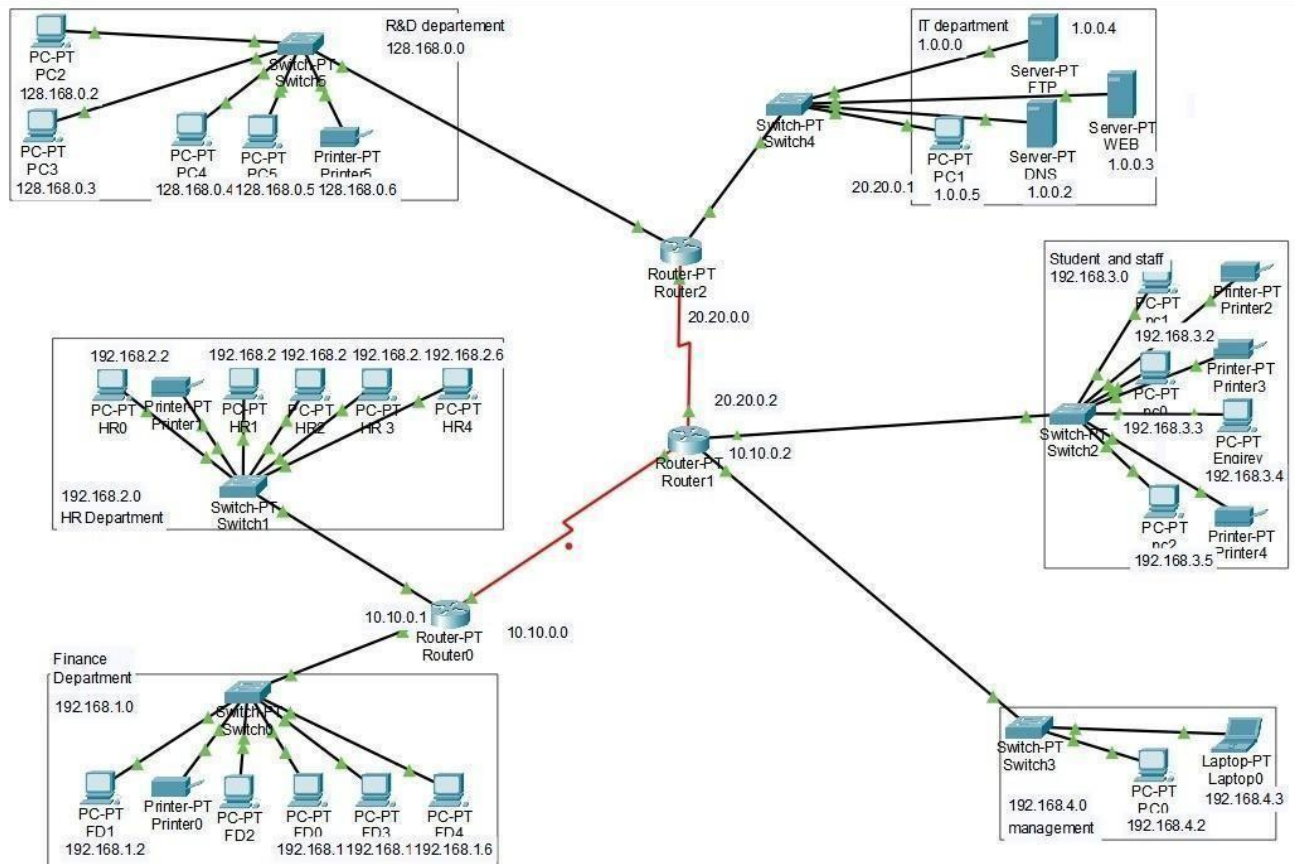 R&D departement
128.168.0.0
PC-PT
PC2
128.168.0.2
Switch-PT
Switch5
PC-PT
PC3
128.168.0.3
PC-PT
PC4
128.168.0.4
PC-PT
PC5
128.168.0.5
Printer-PT
Printer5
128.168.0.6
IT department
1.0.0.0
1.0.0.4
Server-PT
FTP
Switch-PT
Switch4
Server-PT
WEB
1.0.0.3
PC-PT
PC1
1.0.0.5
Server-PT
DNS
1.0.0.2
20.20.0.1
Router-PT
Router2
20.20.0.0
20.20.0.2
Router-PT
Router1
10.10.0.2
Student and staff
192.168.3.0
PC-PT
pc1
192.168.3.2
Printer-PT
Printer2
PC-PT
pc0
192.168.3.3
Printer-PT
Printer3
Switch-PT
Switch2
PC-PT
192.168.3.4
PC-PT
pc2
192.168.3.5
Printer-PT
Printer4
192.168.2.2
192.168.2
192.168.2
192.168.2.
192.168.2.6
PC-PT
HR0
Printer-PT
Printer1
PC-PT
HR1
PC-PT
HR2
PC-PT
HR 3
PC-PT
HR4
192.168.2.0
HR Department
Switch-PT
Switch1
10.10.0.1
Router-PT
Router0
10.10.0.0
Finance
Department
192.168.1.0
Switch-PT
Switch0
PC-PT
FD1
192.168.1.2
Printer-PT
Printer0
PC-PT
FD2
PC-PT
FD0
192.168.1
PC-PT
FD3
192.168.1
PC-PT
FD4
192.168.1.6
Switch-PT
Switch3
192.168.4.0
management
PC-PT
PC0
192.168.4.2
Laptop-PT
Laptop0
192.168.4.3